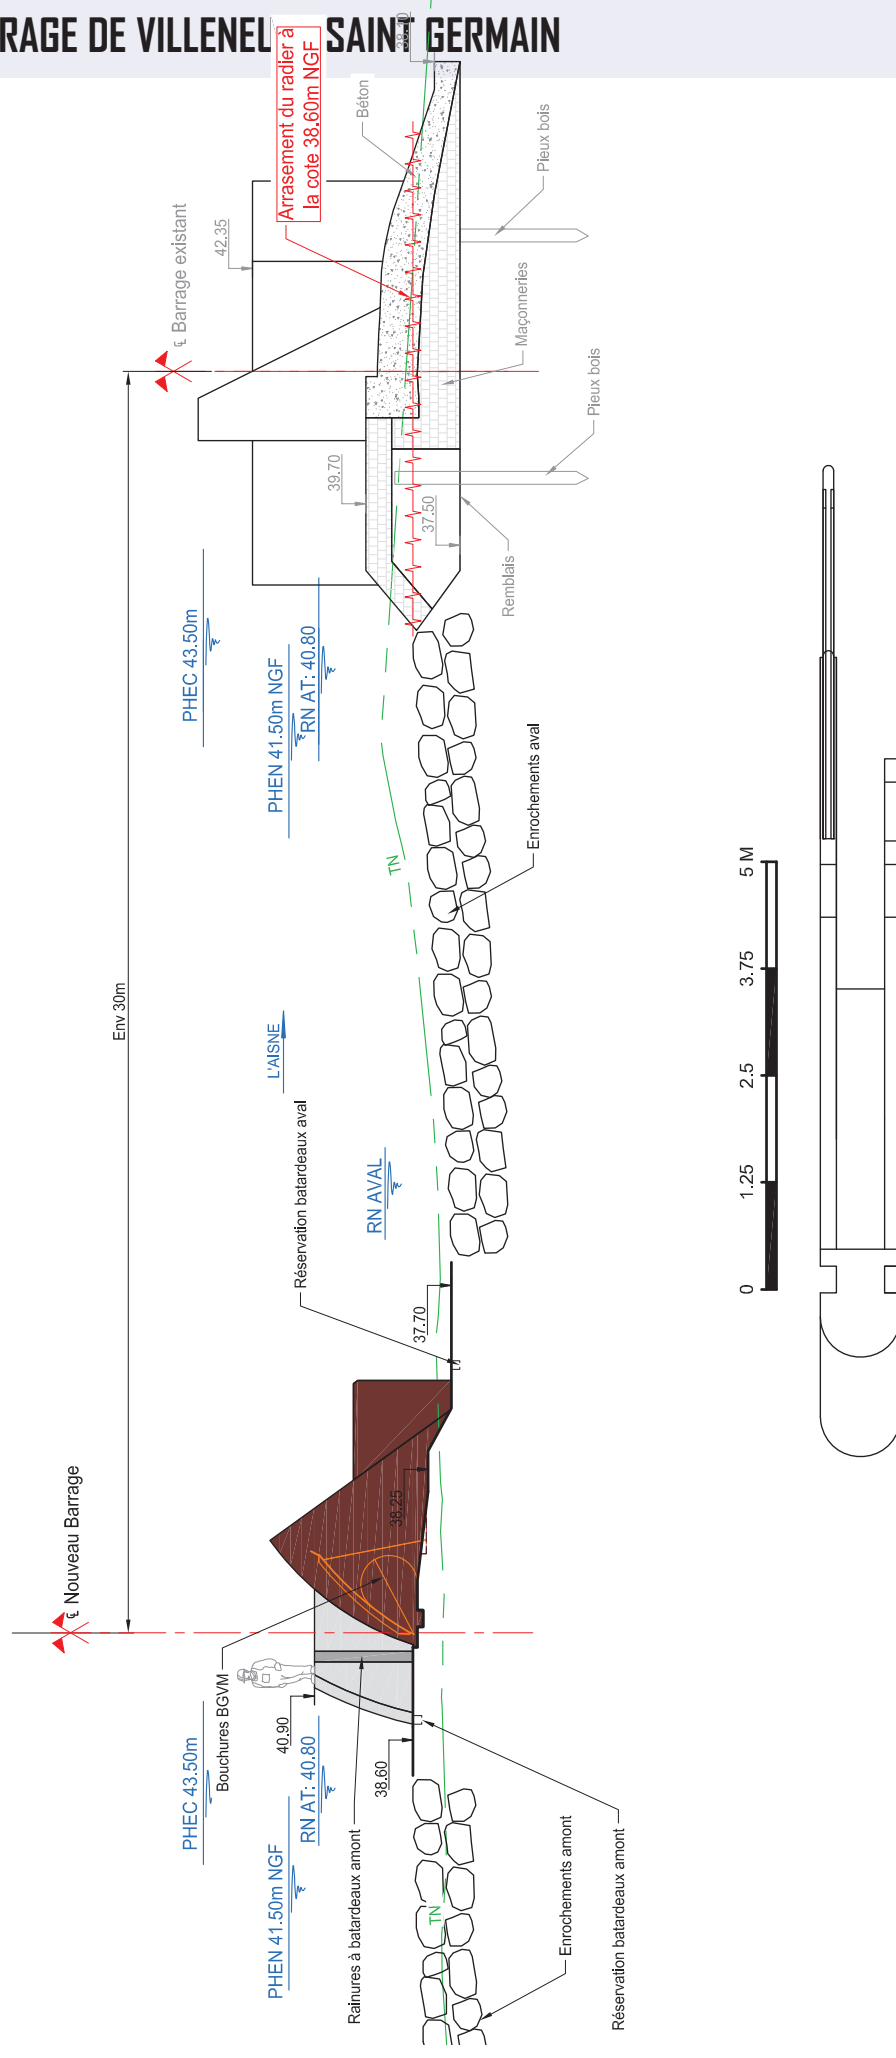 RAGE DE VILLENEU SAINT GERMAIN
38.10
Arrasement du radier à
la cote 38.60m NGF
Béton
Pieux bois
℄ Barrage existant
42.35
Maçonneries
Pieux bois
39.70
37.50
Remblais
PHEC 43.50m
PHEN 41.50m NGF
RN AT: 40.80
Enrochements aval
TN
Env 30m
L'AISNE
RN AVAL
Réservation batardeaux aval
37.70
38.25
℄ Nouveau Barrage
Bouchures BGVM
40.90
38.60
PHEC 43.50m
PHEN 41.50m NGF
RN AT: 40.80
Rainures à batardeaux amont
TN
Enrochements amont
Réservation batardeaux amont
0 1.25 2.5 3.75 5 M